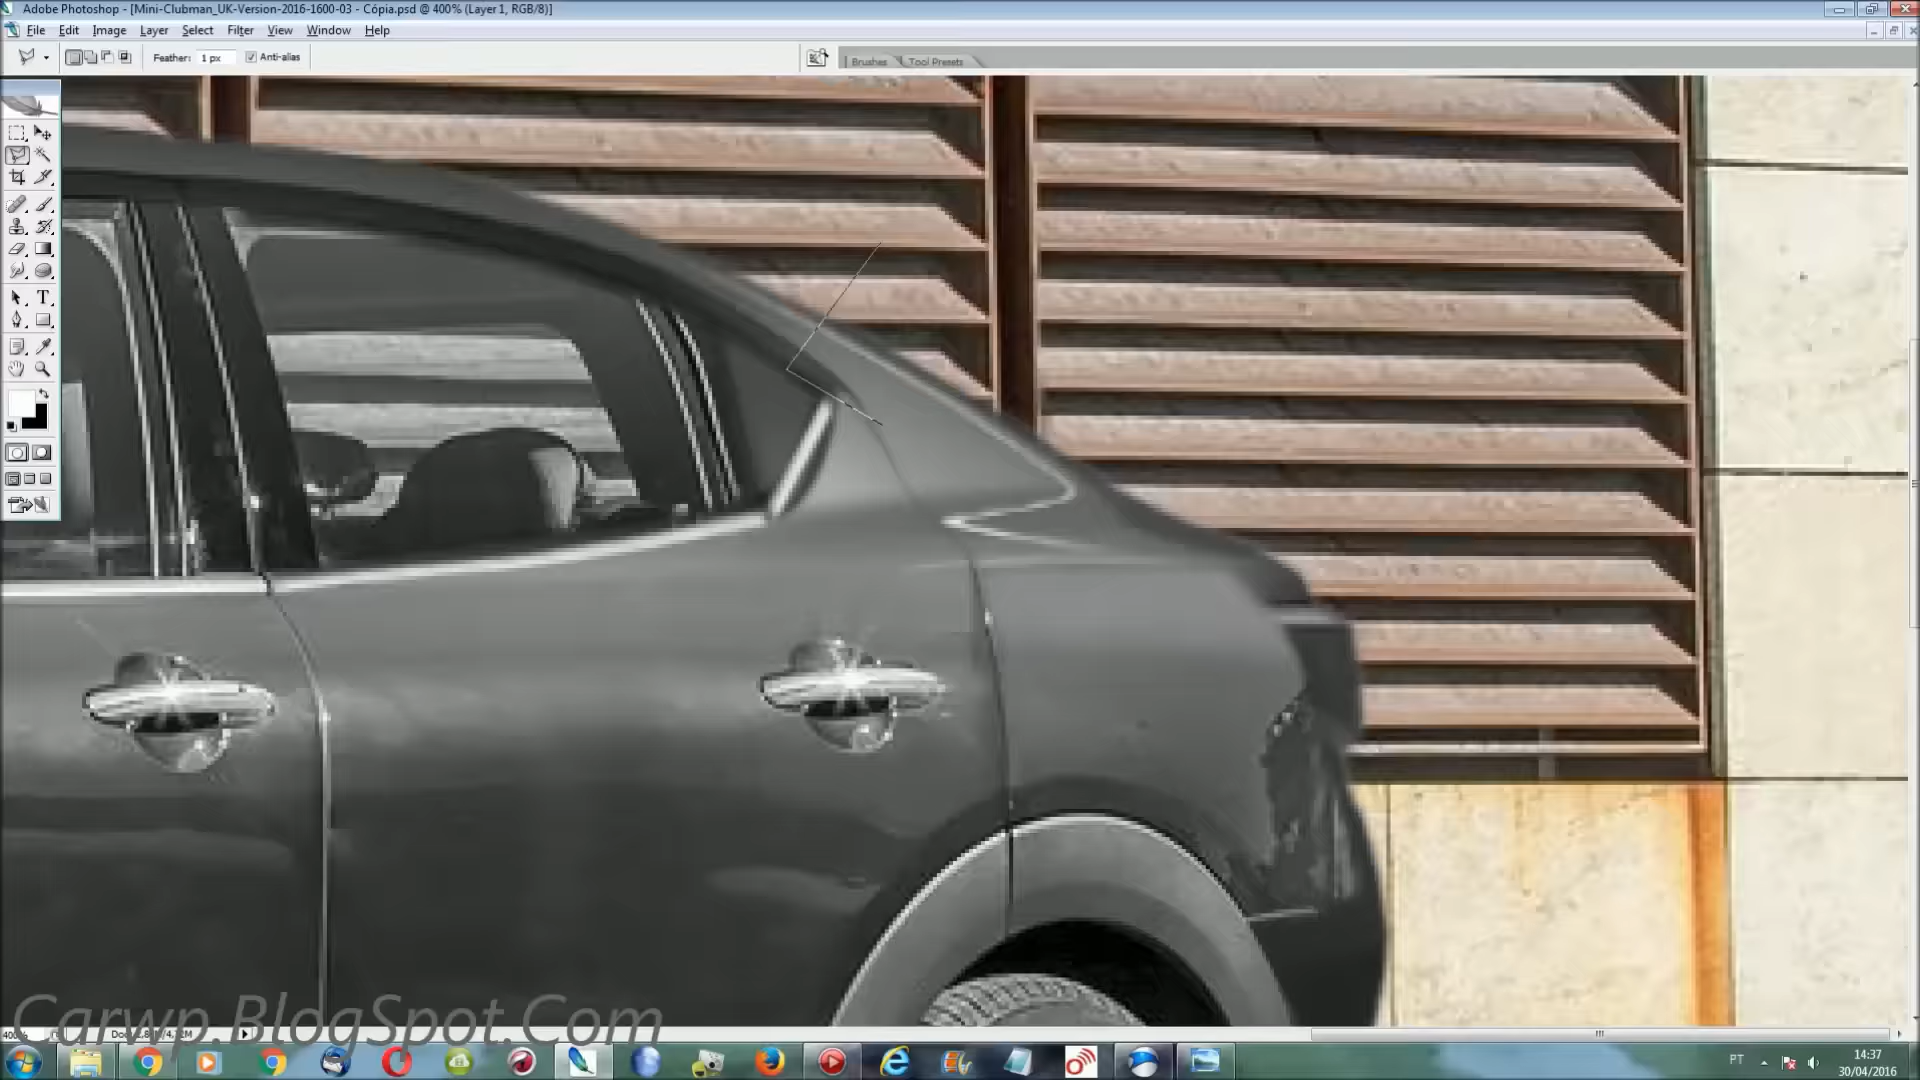 Adobe Photoshop - [Mini-Clubman_UK-Version-2016-1600-03 - Cópia.psd @ 400% (Layer 1, RGB/8)]
File Edit Image Layer Select Filter View Window Help
Feather: 1 px Anti-alias
Brushes Tool Presets
T
Carwp.BlogSpot.Com
400%
PT
14:37
30/04/2016